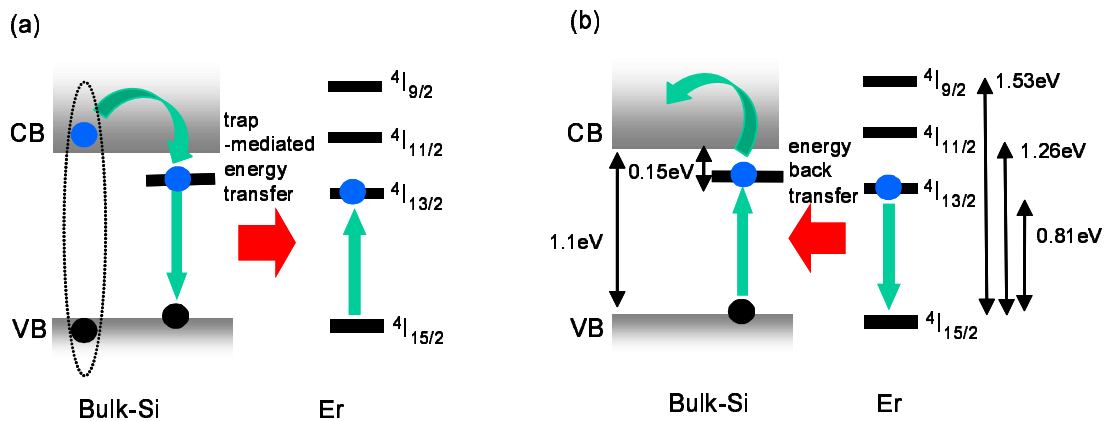 (a)
CB
VB
trap
-mediated
energy
transfer
4I9/2
4I11/2
4I13/2
4I15/2
Bulk-Si
Er
(b)
CB
VB
0.15eV
1.1eV
energy
back
transfer
4I9/2
4I11/2
4I13/2
4I15/2
1.53eV
1.26eV
0.81eV
Bulk-Si
Er